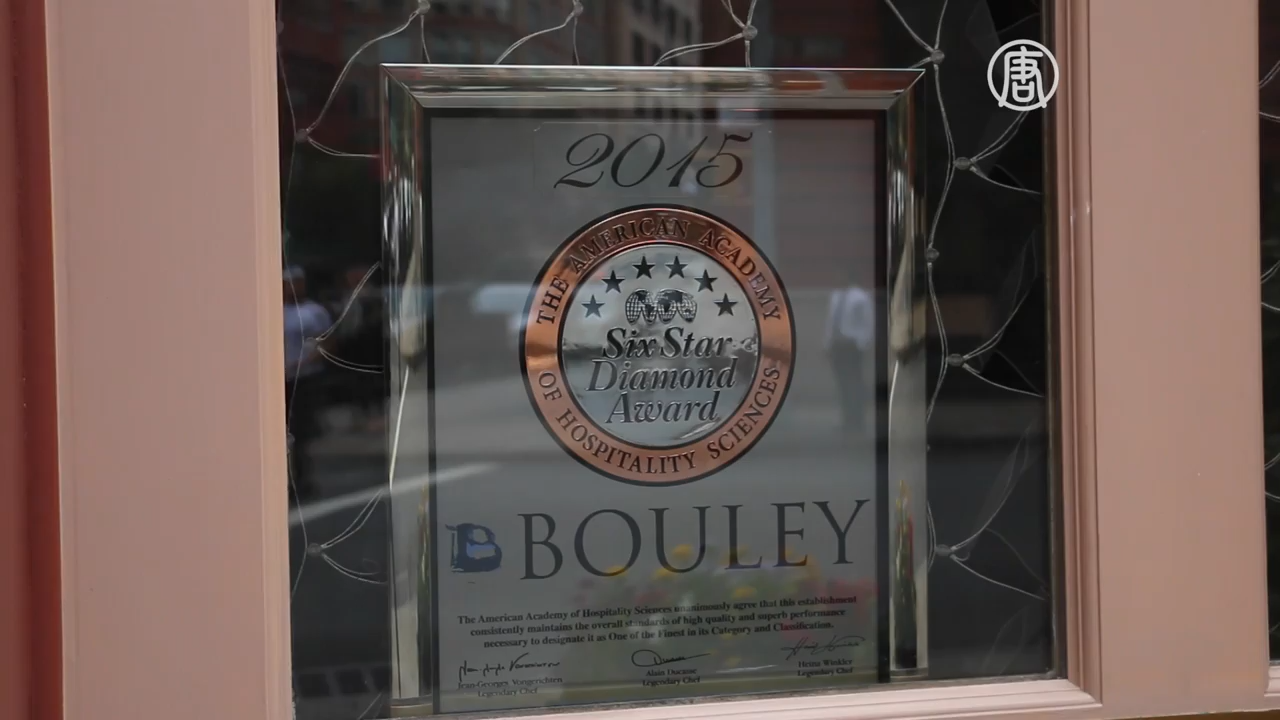 唐
2015
THE AMERICAN ACADEMY
OF HOSPITALITY SCIENCES
Six Star
Diamond
Award
B BOULEY
The American Academy of Hospitality Sciences unanimously agree that this establishment
consistently maintains the overall standards of high quality and superb performance
necessary to designate it as One of the Finest in its Category and Classification.
Jean-Georges Vongerichten
Legendary Chef
Alain Ducasse
Legendary Chef
Heinz Winkler
Legendary Chef